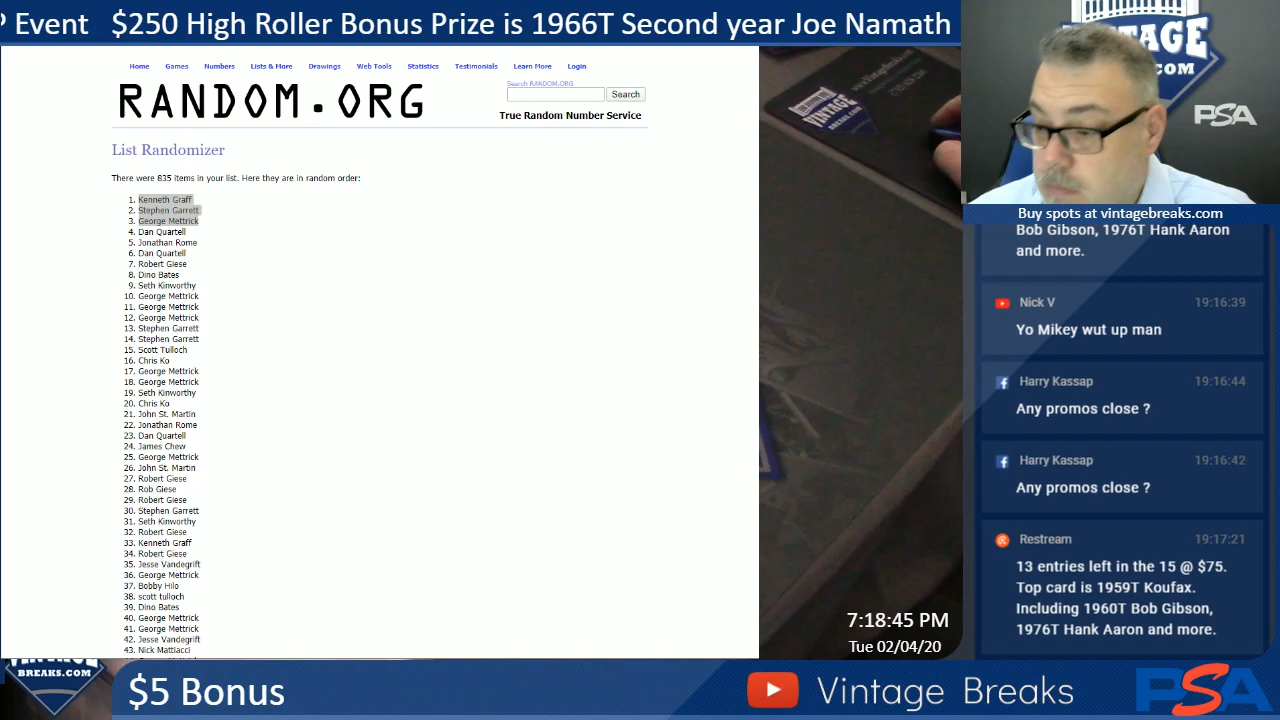 P Event $250 High Roller Bonus Prize is 1966T Second year Joe Namath
Home Games Numbers Lists & More Drawings Web Tools Statistics Testimonials Learn More Login
RANDOM.ORG
Search RANDOM.ORG
Search
True Random Number Service
List Randomizer
There were 835 items in your list. Here they are in random order:
1. Kenneth Graff
2. Stephen Garrett
3. George Mettrick
4. Dan Quartell
5. Jonathan Rome
6. Dan Quartell
7. Robert Giese
8. Dino Bates
9. Seth Kinworthy
10. George Mettrick
11. George Mettrick
12. George Mettrick
13. Stephen Garrett
14. Stephen Garrett
15. Scott Tulloch
16. Chris Ko
17. George Mettrick
18. George Mettrick
19. Seth Kinworthy
20. Chris Ko
21. John St. Martin
22. Jonathan Rome
23. Dan Quartell
24. James Chew
25. George Mettrick
26. John St. Martin
27. Robert Giese
28. Rob Giese
29. Robert Giese
30. Stephen Garrett
31. Seth Kinworthy
32. Robert Giese
33. Kenneth Graff
34. Robert Giese
35. Jesse Vandegrift
36. George Mettrick
37. Bobby Hilo
38. scott tulloch
39. Dino Bates
40. George Mettrick
41. George Mettrick
42. Jesse Vandegrift
43. Nick Mattiacci
VINTAGE
BREAKS
VINTAGE
.COM
PSA
Buy spots at vintagebreaks.com
Bob Gibson, 1976T Hank Aaron
and more.
Nick V 19:16:39
Yo Mikey wut up man
Harry Kassap 19:16:44
Any promos close ?
Harry Kassap 19:16:42
Any promos close ?
Restream 19:17:21
13 entries left in the 15 @ $75.
Top card is 1959T Koufax.
Including 1960T Bob Gibson,
1976T Hank Aaron and more.
7:18:45 PM
Tue 02/04/20
VINTAGE
BREAKS.COM
$5 Bonus
Vintage Breaks
PSA